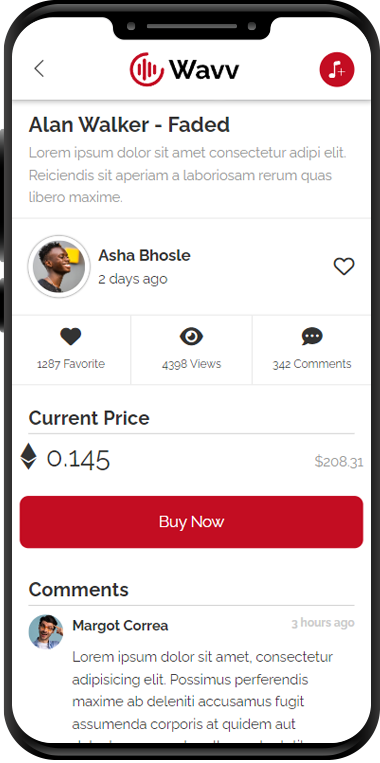 Wavv
Alan Walker - Faded
Lorem ipsum dolor sit amet consectetur adipi elit.
Reiciendis sit aperiam a laboriosam rerum quas
libero maxime.
Asha Bhosle
2 days ago
1287 Favorite
4398 Views
342 Comments
Current Price
0.145
$208.31
Buy Now
Comments
Margot Correa
3 hours ago
Lorem ipsum dolor sit amet, consectetur
adipisicing elit. Possimus perferendis
maxime ab deleniti accusamus fugit
assumenda corporis at quidem aut